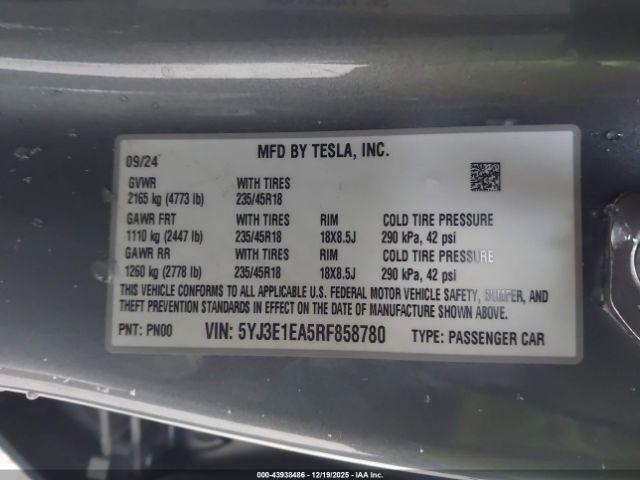 MFD BY TESLA, INC.
09/24
GVWR WITH TIRES
2165 kg (4773 lb) 235/45R18
GAWR FRT WITH TIRES RIM COLD TIRE PRESSURE
1110 kg (2447 lb) 235/45R18 18X8.5J 290 kPa, 42 psi
GAWR RR WITH TIRES RIM COLD TIRE PRESSURE
1260 kg (2778 lb) 235/45R18 18X8.5J 290 kPa, 42 psi
THIS VEHICLE CONFORMS TO ALL APPLICABLE U.S. FEDERAL MOTOR VEHICLE SAFETY, BUMPER, AND
THEFT PREVENTION STANDARDS IN EFFECT ON THE DATE OF MANUFACTURE SHOWN ABOVE.
PNT: PN00 VIN: 5YJ3E1EA5RF858780 TYPE: PASSENGER CAR
000-43938486 - 12/19/2025 - IAA Inc.